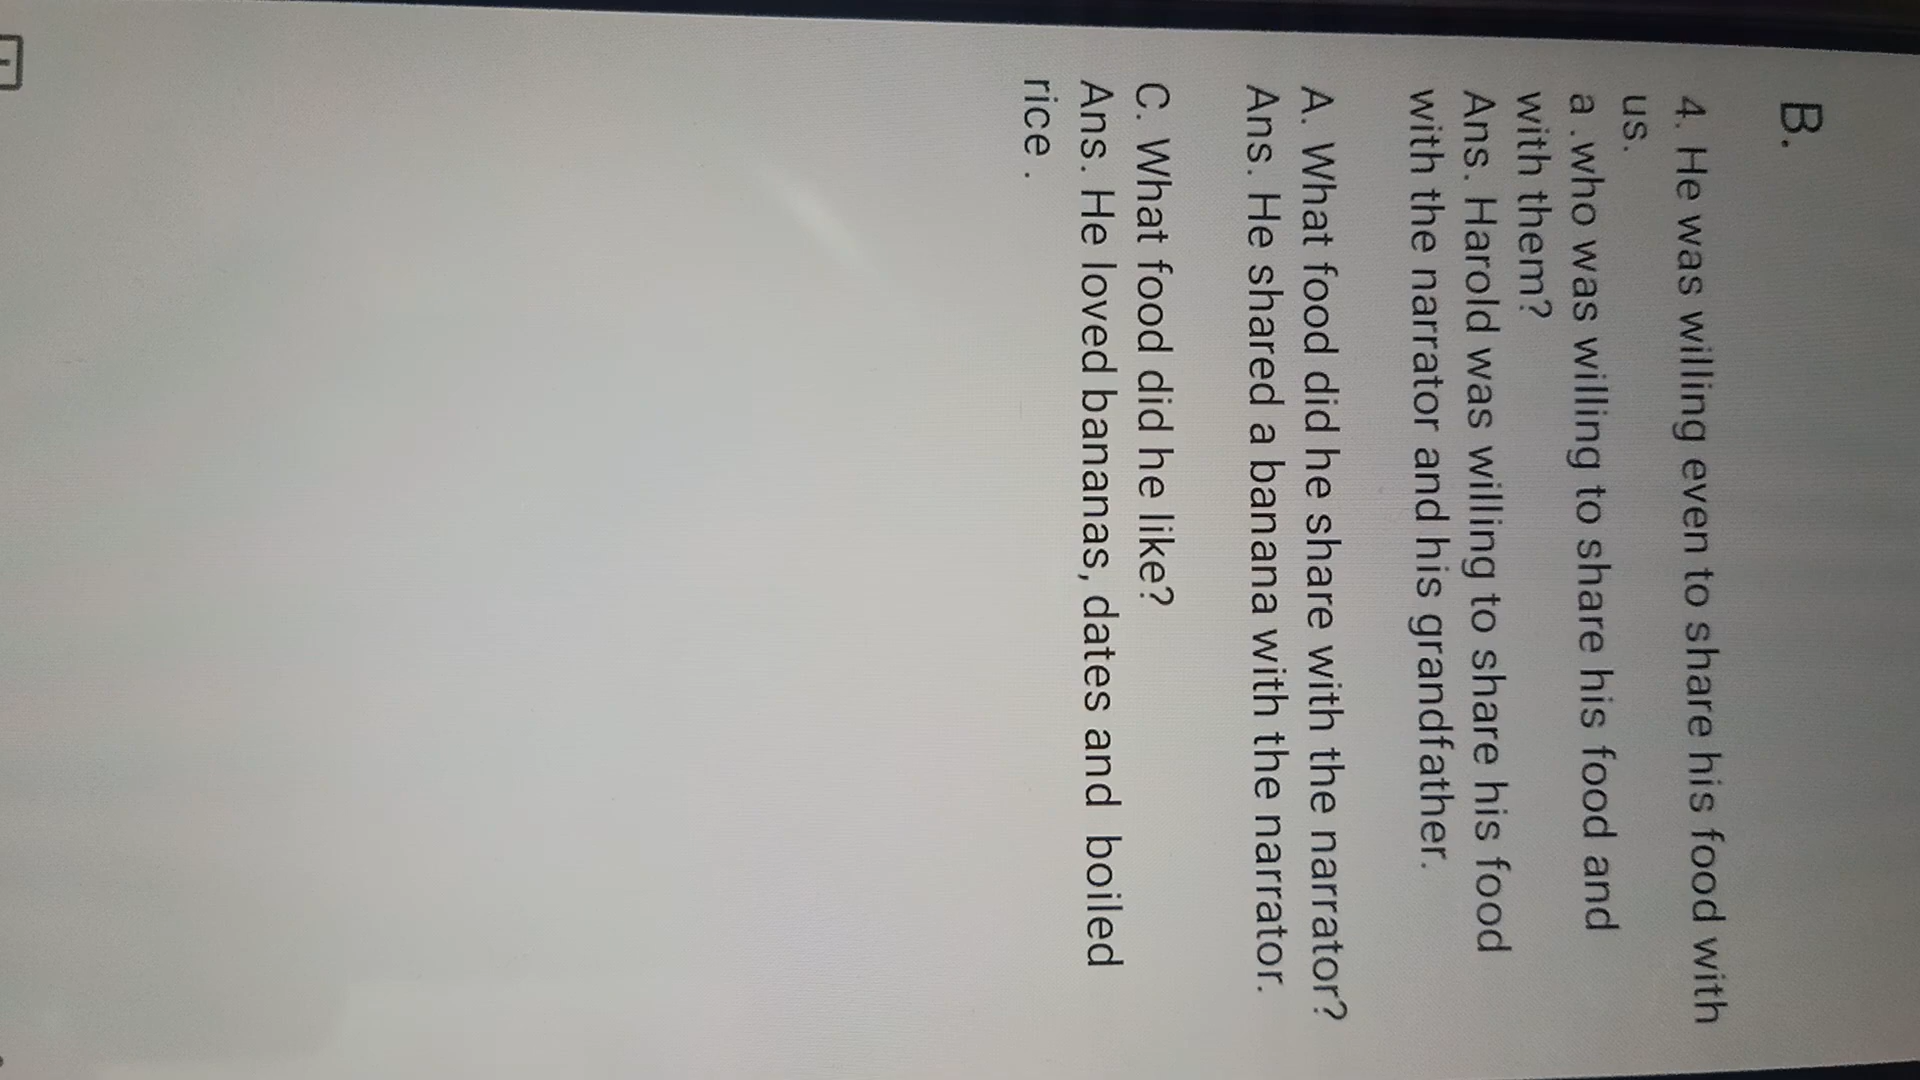 B.
4. He was willing even to share his food with
us.
a .who was willing to share his food and
with them?
Ans. Harold was willing to share his food
with the narrator and his grandfather.
A. What food did he share with the narrator?
Ans. He shared a banana with the narrator.
C. What food did he like?
Ans. He loved bananas, dates and  boiled
rice .